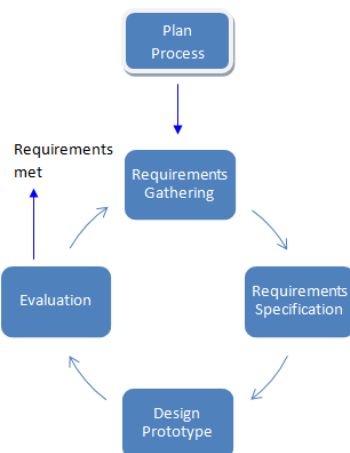 Plan
Process
Requirements
met
Requirements
Gathering
Evaluation
Requirements
Specification
Design
Prototype